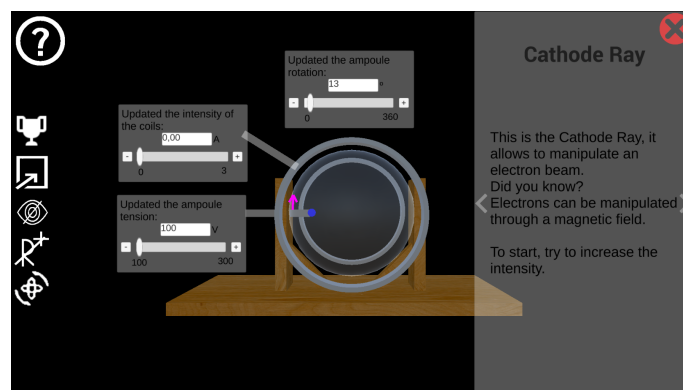 ?
Cathode Ray
Updated the ampoule
rotation:
13 °
- +
0 360
Updated the intensity of
the coils:
0,00 A
- +
0 3
Updated the ampoule
tension:
100 V
- +
100 300
R+
This is the Cathode Ray, it
allows to manipulate an
electron beam.
Did you know?
Electrons can be manipulated
through a magnetic field.
To start, try to increase the
intensity.